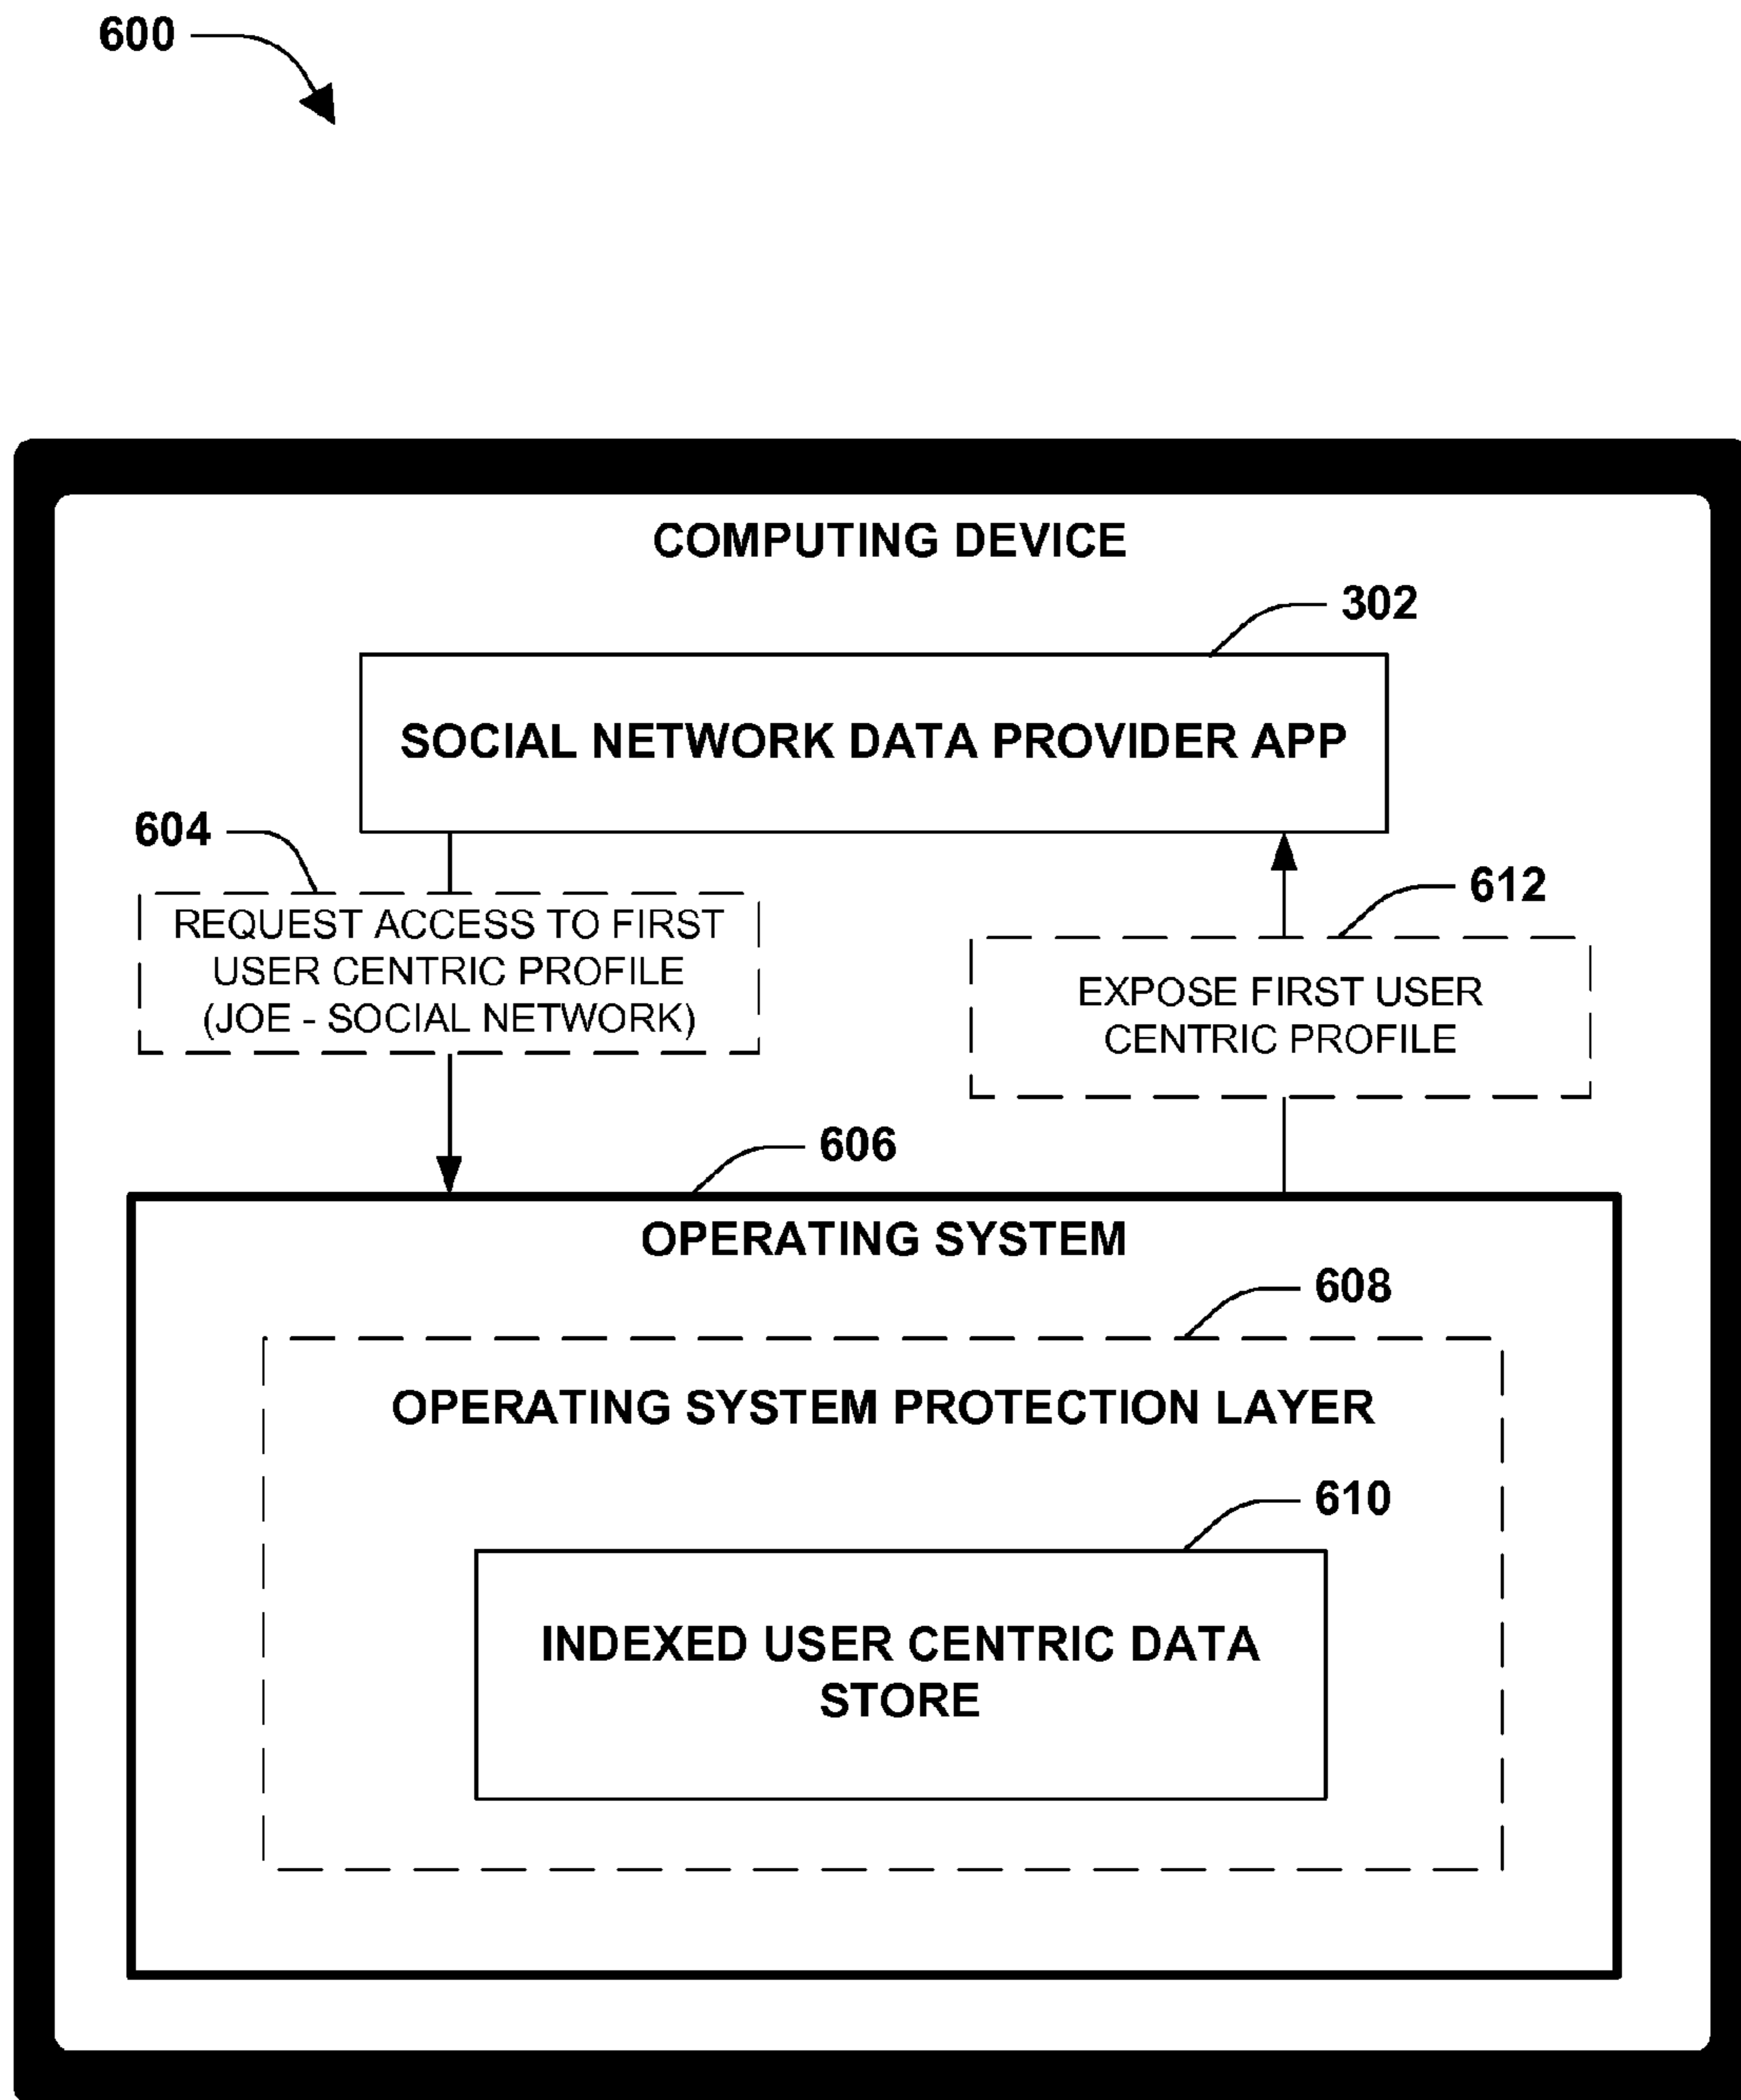 600
COMPUTING DEVICE
302
SOCIAL NETWORK DATA PROVIDER APP
604
REQUEST ACCESS TO FIRST
USER CENTRIC PROFILE
(JOE - SOCIAL NETWORK)
612
EXPOSE FIRST USER
CENTRIC PROFILE
606
OPERATING SYSTEM
608
OPERATING SYSTEM PROTECTION LAYER
610
INDEXED USER CENTRIC DATA
STORE